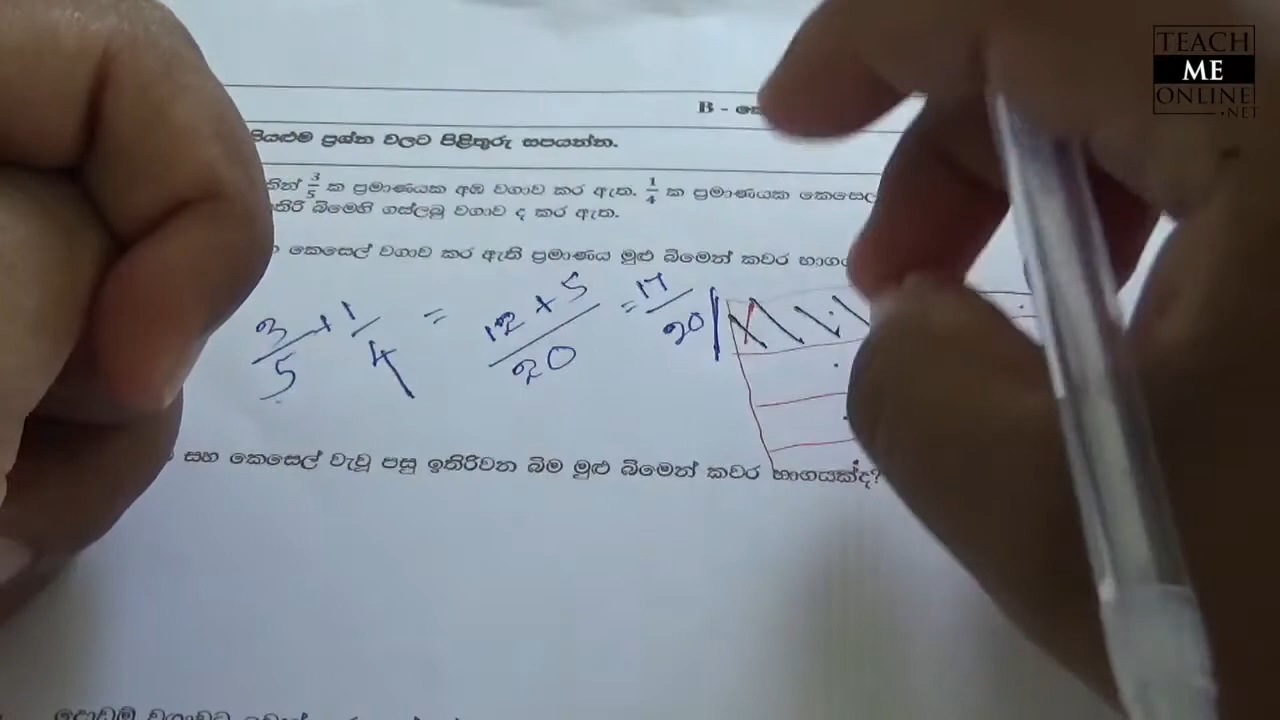 TEACH
ME
ONLINE
.NET
B -
සියළුම ප්‍රශ්න වලට පිළිතුරු සපයන්න.
3/5 ක ප්‍රමාණයක අඹ වගාව කර ඇත. 1/4 ක ප්‍රමාණයක
බිමෙහි ගස්ලබු වගාව ද කර ඇත.
කෙසෙල් වගාව කර ඇති ප්‍රමාණය මුළු බිමෙන් කවර
3/5 + 1/4 = 12 + 5/20 = 17/20
සහ කෙසෙල් වැවූ පසු ඉතිරිවන බිම මුළු බිමෙන් කවර භාගයක්ද?